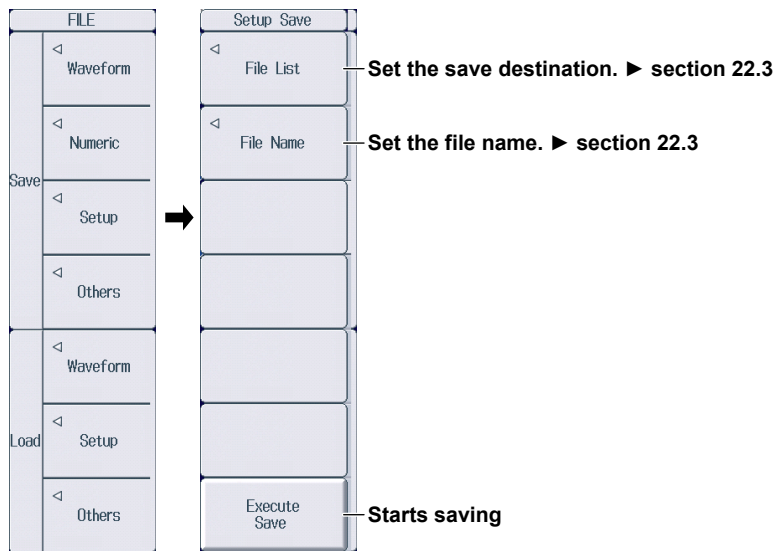 FILE
Save
Waveform
Numeric
Setup
Others
Load
Waveform
Setup
Others
Setup Save
File List
Set the save destination. ► section 22.3
File Name
Set the file name. ► section 22.3
Execute
Save
Starts saving